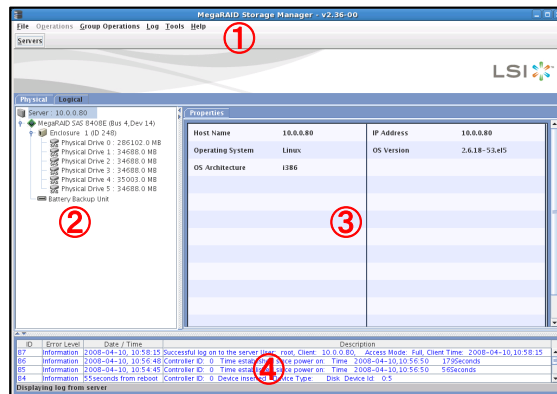 MegaRAID Storage Manager - v2.36-00
File Operations Group Operations Log Tools Help
Servers
①
LSI
Physical Logical
Server : 10.0.0.80
MegaRAID SAS 8408E (Bus 4,Dev 14)
Enclosure 1 (ID 248)
Physical Drive 0 : 286102.0 MB
Physical Drive 1 : 34688.0 MB
Physical Drive 2 : 34688.0 MB
Physical Drive 3 : 34688.0 MB
Physical Drive 4 : 35003.0 MB
Physical Drive 5 : 34688.0 MB
Battery Backup Unit
②
Properties
Host Name 10.0.0.80 IP Address 10.0.0.80
Operating System Linux OS Version 2.6.18-53.el5
OS Architecture i386
③
ID Error Level Date / Time Description
87 Information 2008-04-10, 10:58:15 Successful log on to the server User: root, Client: 10.0.0.80, Access Mode: Full, Client Time: 2008-04-10,10:58:15
86 Information 2008-04-10, 10:56:48 Controller ID: 0 Time established since power on: Time 2008-04-10,10:56:50 179Seconds
85 Information 2008-04-10, 10:54:45 Controller ID: 0 Time established since power on: Time 2008-04-10,10:56:50 56Seconds
84 Information 55seconds from reboot Controller ID: 0 Device inserted Device Type: Disk Device Id: 0:5
④
Displaying log from server